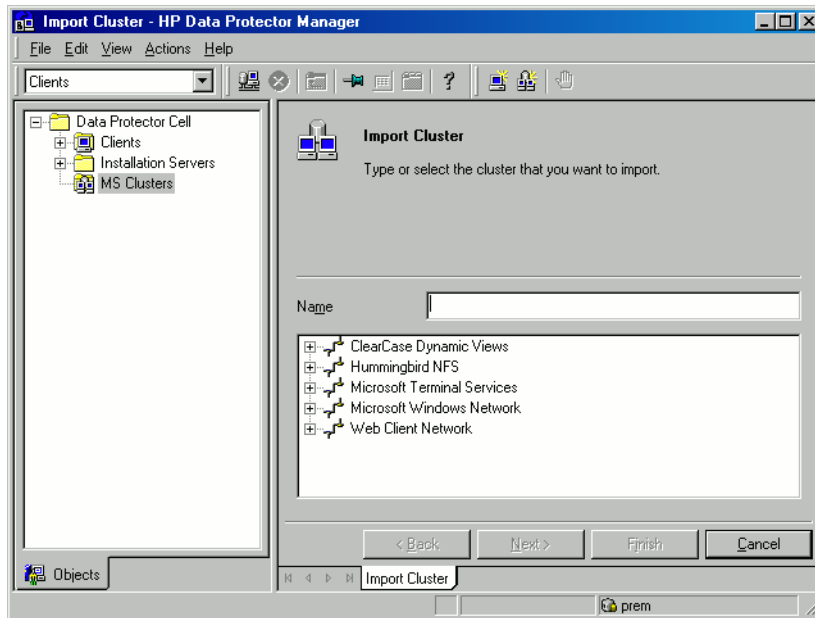 Import Cluster - HP Data Protector Manager
File Edit View Actions Help
Clients
Data Protector Cell
Clients
Installation Servers
MS Clusters
Objects
Import Cluster
Type or select the cluster that you want to import.
Name
ClearCase Dynamic Views
Hummingbird NFS
Microsoft Terminal Services
Microsoft Windows Network
Web Client Network
< Back Next > Finish Cancel
Import Cluster
prem